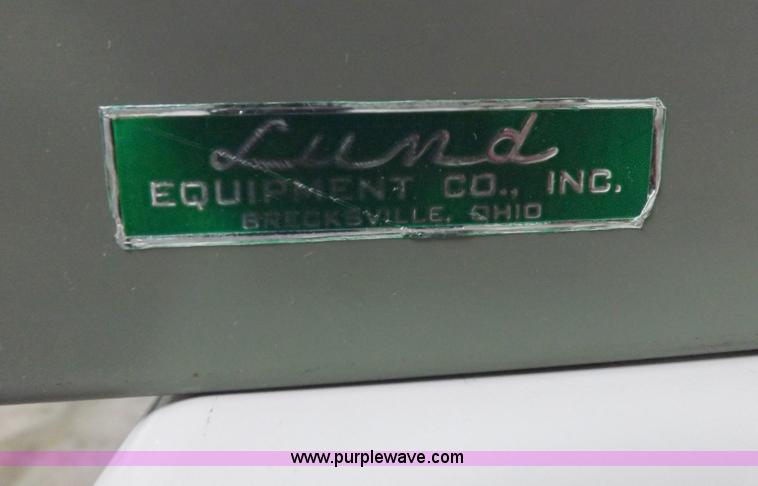 Lund
EQUIPMENT CO., INC.
BRECKSVILLE, OHIO
www.purplewave.com